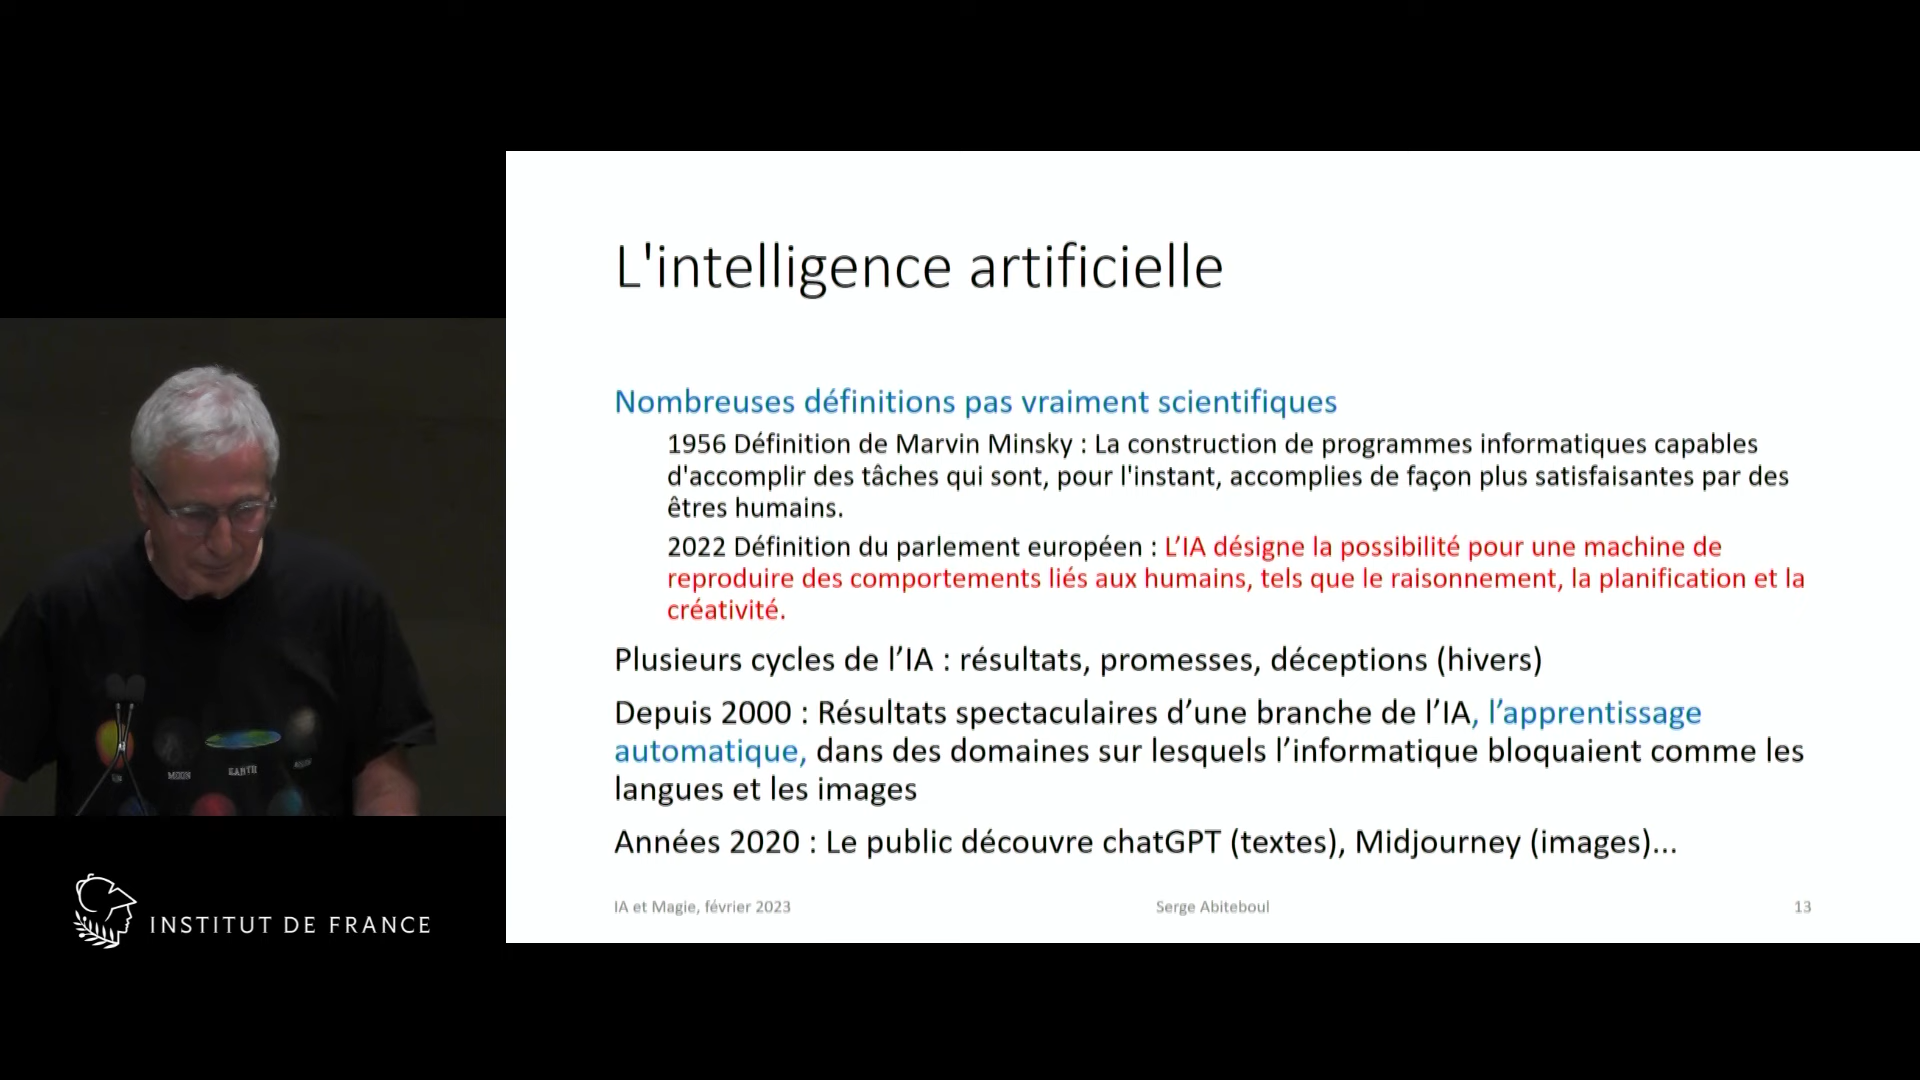 L'intelligence artificielle
Nombreuses définitions pas vraiment scientifiques
1956 Définition de Marvin Minsky : La construction de programmes informatiques capables
d'accomplir des tâches qui sont, pour l'instant, accomplies de façon plus satisfaisantes par des
êtres humains.
2022 Définition du parlement européen : L’IA désigne la possibilité pour une machine de
reproduire des comportements liés aux humains, tels que le raisonnement, la planification et la
créativité.
Plusieurs cycles de l’IA : résultats, promesses, déceptions (hivers)
Depuis 2000 : Résultats spectaculaires d’une branche de l’IA, l’apprentissage
automatique, dans des domaines sur lesquels l’informatique bloquaient comme les
langues et les images
Années 2020 : Le public découvre chatGPT (textes), Midjourney (images)...
IA et Magie, février 2023
Serge Abiteboul
13
MOON
EARTH
INSTITUT DE FRANCE